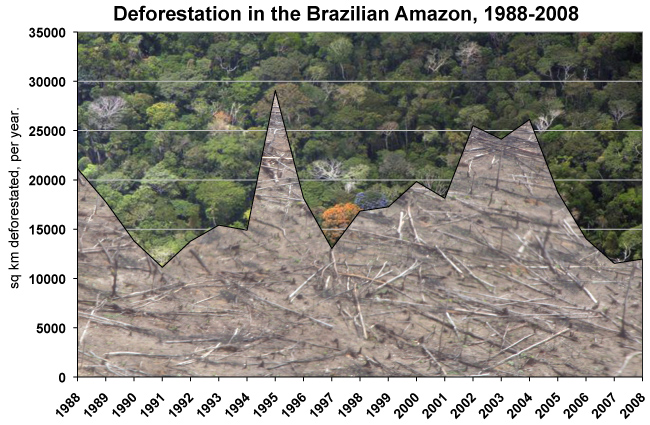 Deforestation in the Brazilian Amazon, 1988-2008
35000
30000
25000
20000
15000
10000
5000
0
sq km deforestated, per year.
1988 1989 1990 1991 1992 1993 1994 1995 1996 1997 1998 1999 2000 2001 2002 2003 2004 2005 2006 2007 2008